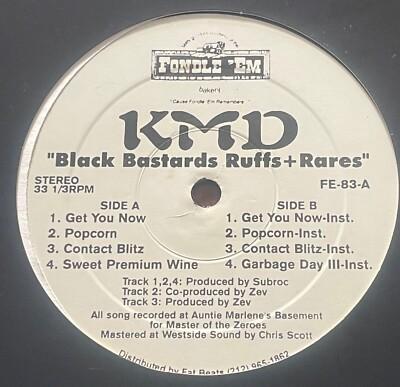 FONDLE 'EM
bakery
"Cause Fondle 'Em Remembers"
KMD
"Black Bastards Ruffs+Rares"
STEREO
33 1/3RPM
FE-83-A
SIDE A
1. Get You Now
2. Popcorn
3. Contact Blitz
4. Sweet Premium Wine
SIDE B
1. Get You Now-Inst.
2. Popcorn-Inst.
3. Contact Blitz-Inst.
4. Garbage Day III-Inst.
Track 1,2,4: Produced by Subroc
Track 2: Co-produced by Zev
Track 3: Produced by Zev
All song recorded at Auntie Marlene's Basement
for Master of the Zeroes
Mastered at Westside Sound by Chris Scott
Distributed by Fat Beats (212) 965-1862